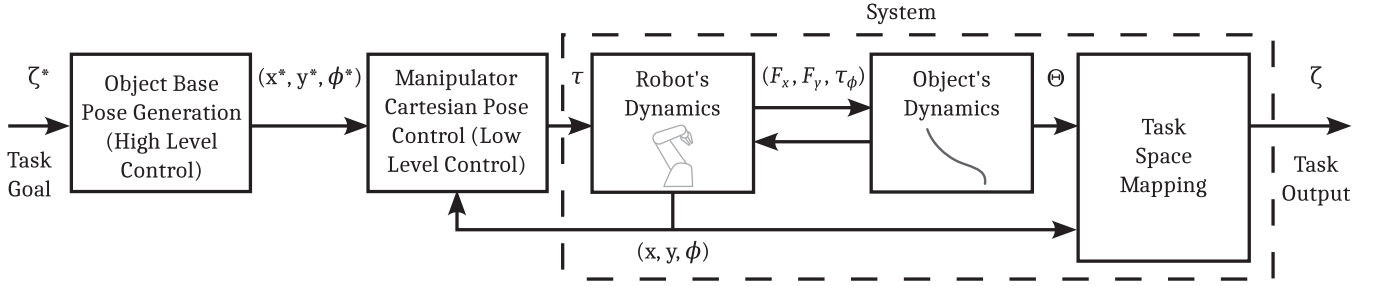 System
ζ*
Task
Goal
Object Base
Pose Generation
(High Level
Control)
(x*, y*, ϕ*)
Manipulator
Cartesian Pose
Control (Low
Level Control)
τ
Robot's
Dynamics
(Fₓ, Fᵧ, τᵩ)
Object's
Dynamics
Θ
Task
Space
Mapping
ζ
Task
Output
(x, y, ϕ)